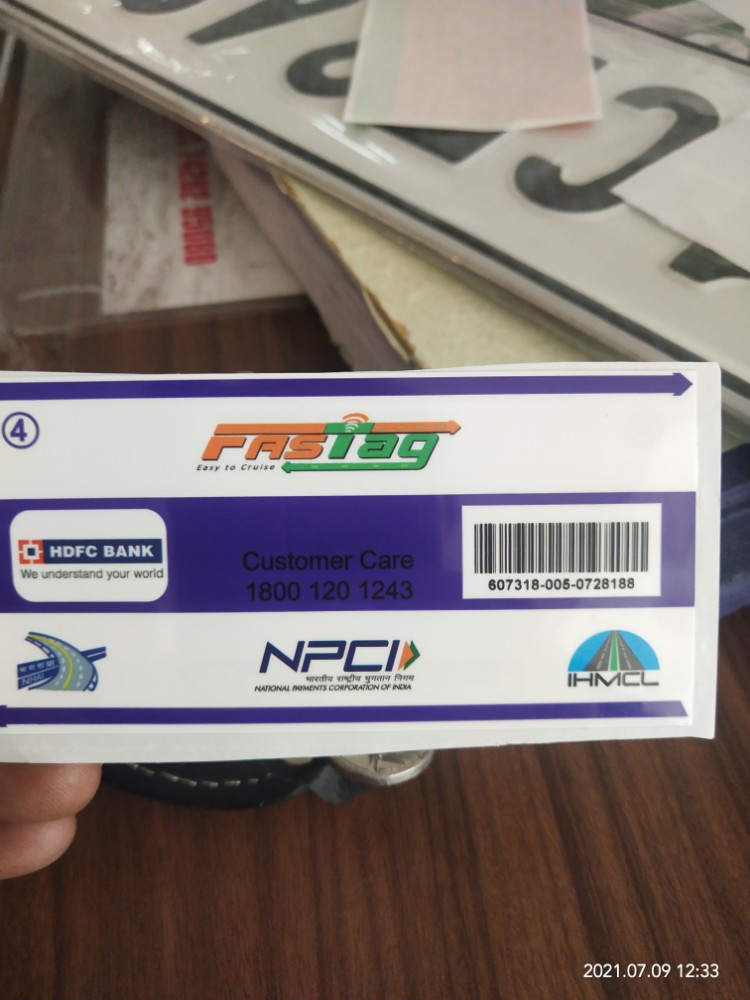 ④
FASTag
Easy to Cruise
HDFC BANK
We understand your world
Customer Care
1800 120 1243
607318-005-0728188
NHAI
NPCI
भारतीय राष्ट्रीय भुगतान निगम
NATIONAL PAYMENTS CORPORATION OF INDIA
IHMCL
2021.07.09 12:33